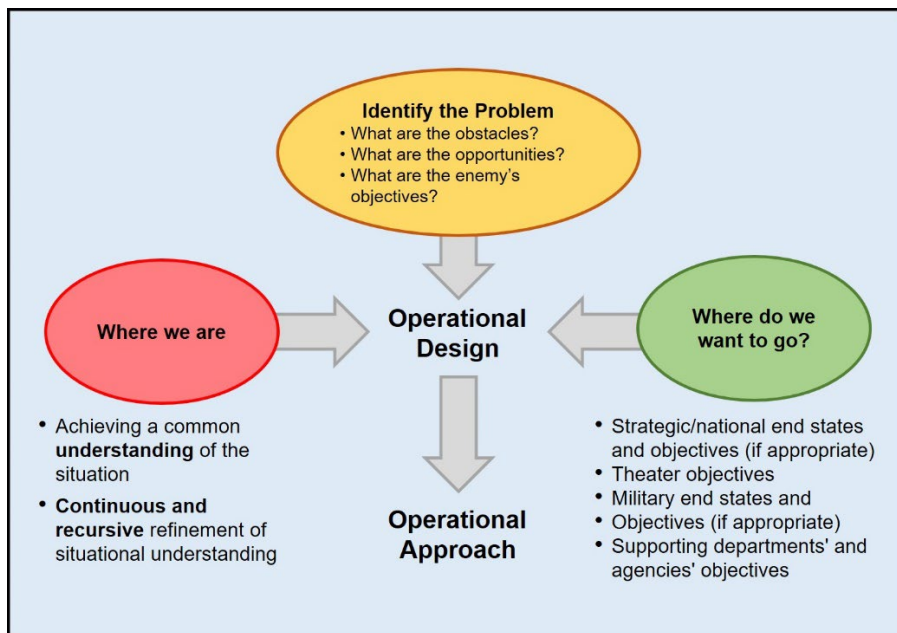 Identify the Problem
• What are the obstacles?
• What are the opportunities?
• What are the enemy's
objectives?
Where we are
Operational
Design
Where do we
want to go?
• Achieving a common
understanding of the
situation
• Continuous and
recursive refinement of
situational understanding
Operational
Approach
• Strategic/national end states
and objectives (if appropriate)
• Theater objectives
• Military end states and
• Objectives (if appropriate)
• Supporting departments' and
agencies' objectives